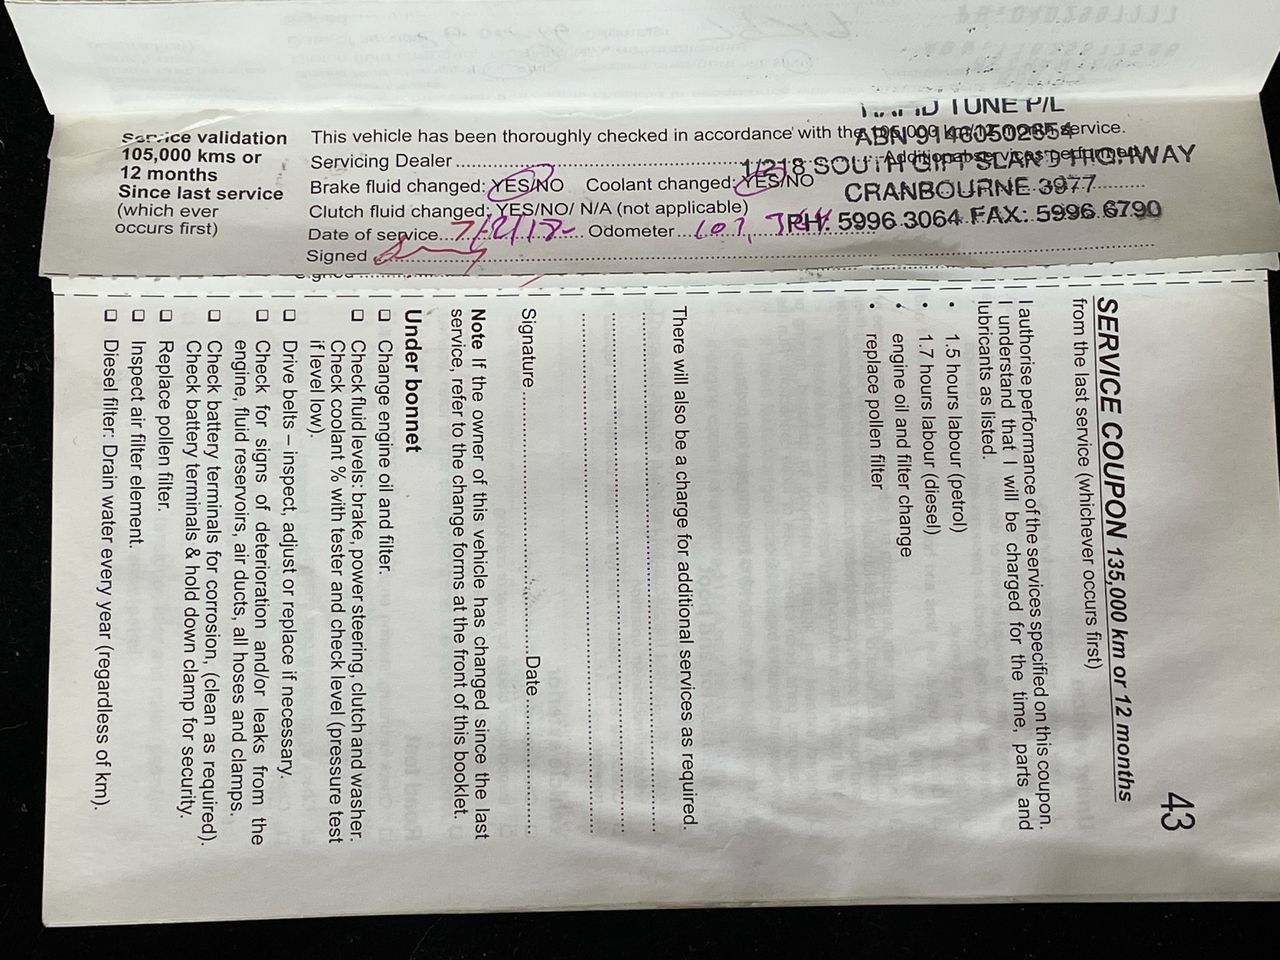 Service validation
105,000 kms or
12 months
Since last service
(which ever
occurs first)
This vehicle has been thoroughly checked in accordance with the 105,000 km/12 month service.
Servicing Dealer
Additional services performed
Brake fluid changed: YES/NO Coolant changed: YES/NO
Clutch fluid changed: YES/NO/ N/A (not applicable)
Date of service 7/2/12 Odometer 107,
Signed
TUNE P/L
ABN
1/218 SOUTH GIPPSLAND HIGHWAY
CRANBOURNE 3977
PH: 5996 3064 FAX: 5996 6790
43
SERVICE COUPON 135,000 km or 12 months
from the last service (whichever occurs first)
I authorise performance of the services specified on this coupon.
I understand that I will be charged for the time, parts and
lubricants as listed.
• 1.5 hours labour (petrol)
• 1.7 hours labour (diesel)
• engine oil and filter change
• replace pollen filter
There will also be a charge for additional services as required.
Signature Date
Note If the owner of this vehicle has changed since the last
service, refer to the change forms at the front of this booklet.
Under bonnet
❑ Change engine oil and filter.
❑ Check fluid levels: brake, power steering, clutch and washer.
Check coolant % with tester and check level (pressure test
if level low).
❑ Drive belts – inspect, adjust or replace if necessary.
❑ Check for signs of deterioration and/or leaks from the
engine, fluid reservoirs, air ducts, all hoses and clamps.
❑ Check battery terminals for corrosion, (clean as required).
Check battery terminals & hold down clamp for security.
❑ Replace pollen filter.
❑ Inspect air filter element.
❑ Diesel filter: Drain water every year (regardless of km).